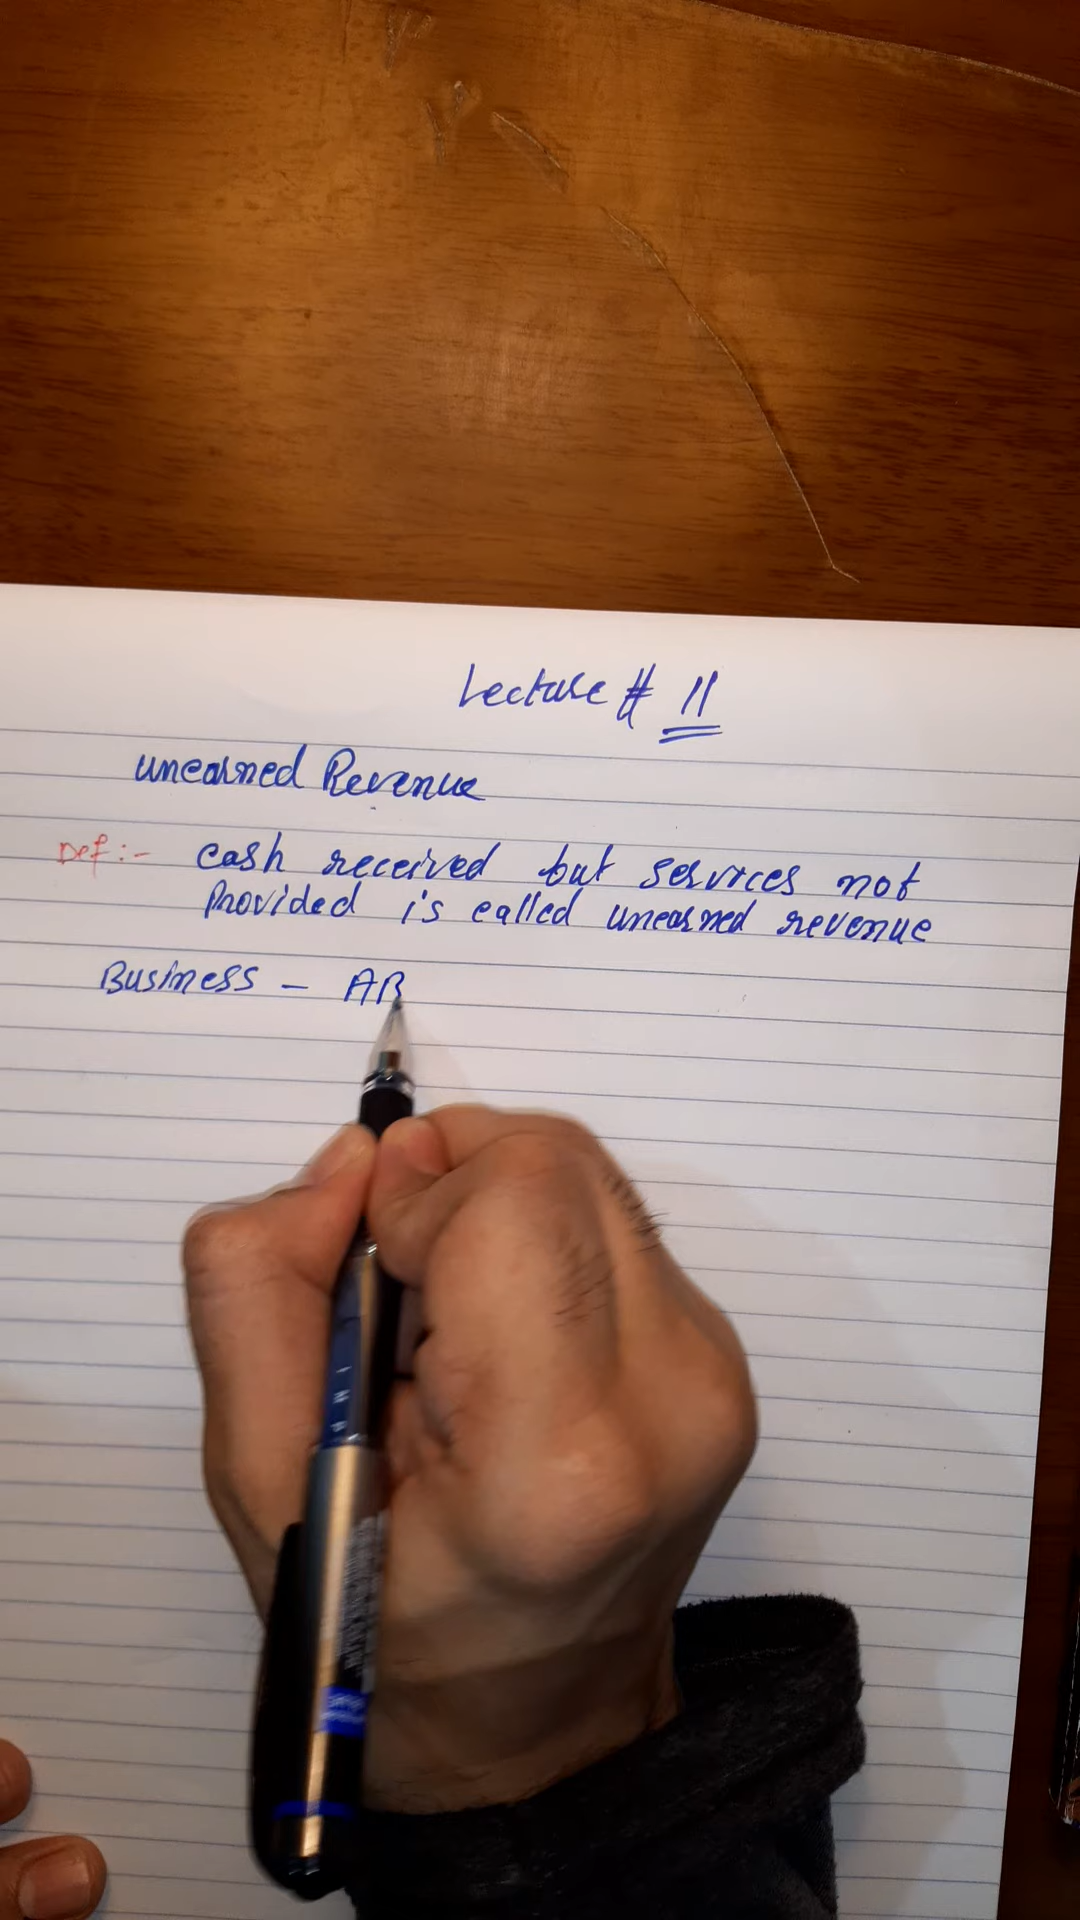 Lecture # 11
unearned Revenue
Def :- cash received but services not
Provided is called unearned revenue
Business - AB